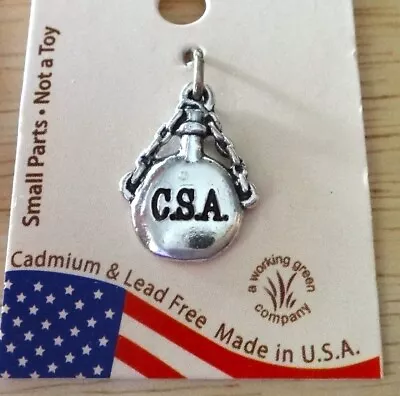 Small Parts • Not a Toy
C.S.A.
Cadmium & Lead Free Made in U.S.A.
a working green
company